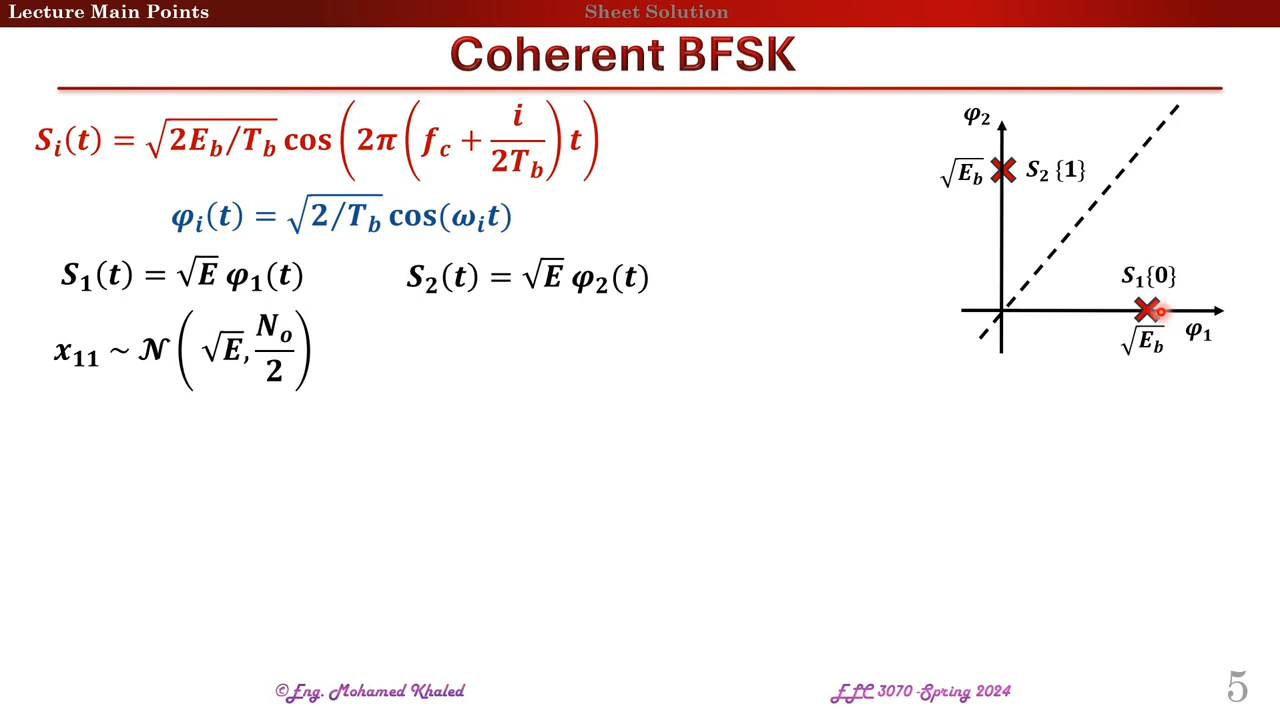 Lecture Main Points
Sheet Solution
Coherent BFSK
S_i(t) = √(2E_b/T_b) cos(2π(f_c + i/(2T_b))t)
φ_i(t) = √(2/T_b) cos(ω_i t)
S_1(t) = √E φ_1(t)
S_2(t) = √E φ_2(t)
x_11 ~ 𝒩(√E, N_o/2)
φ_2
√E_b
S_2 {1}
S_1{0}
√E_b
φ_1
©Eng. Mohamed Khaled
ELC 3070 -Spring 2024
5